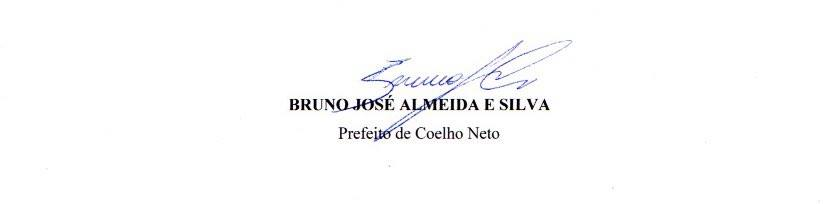 BRUNO JOSÉ ALMEIDA E SILVA
Prefeito de Coelho Neto